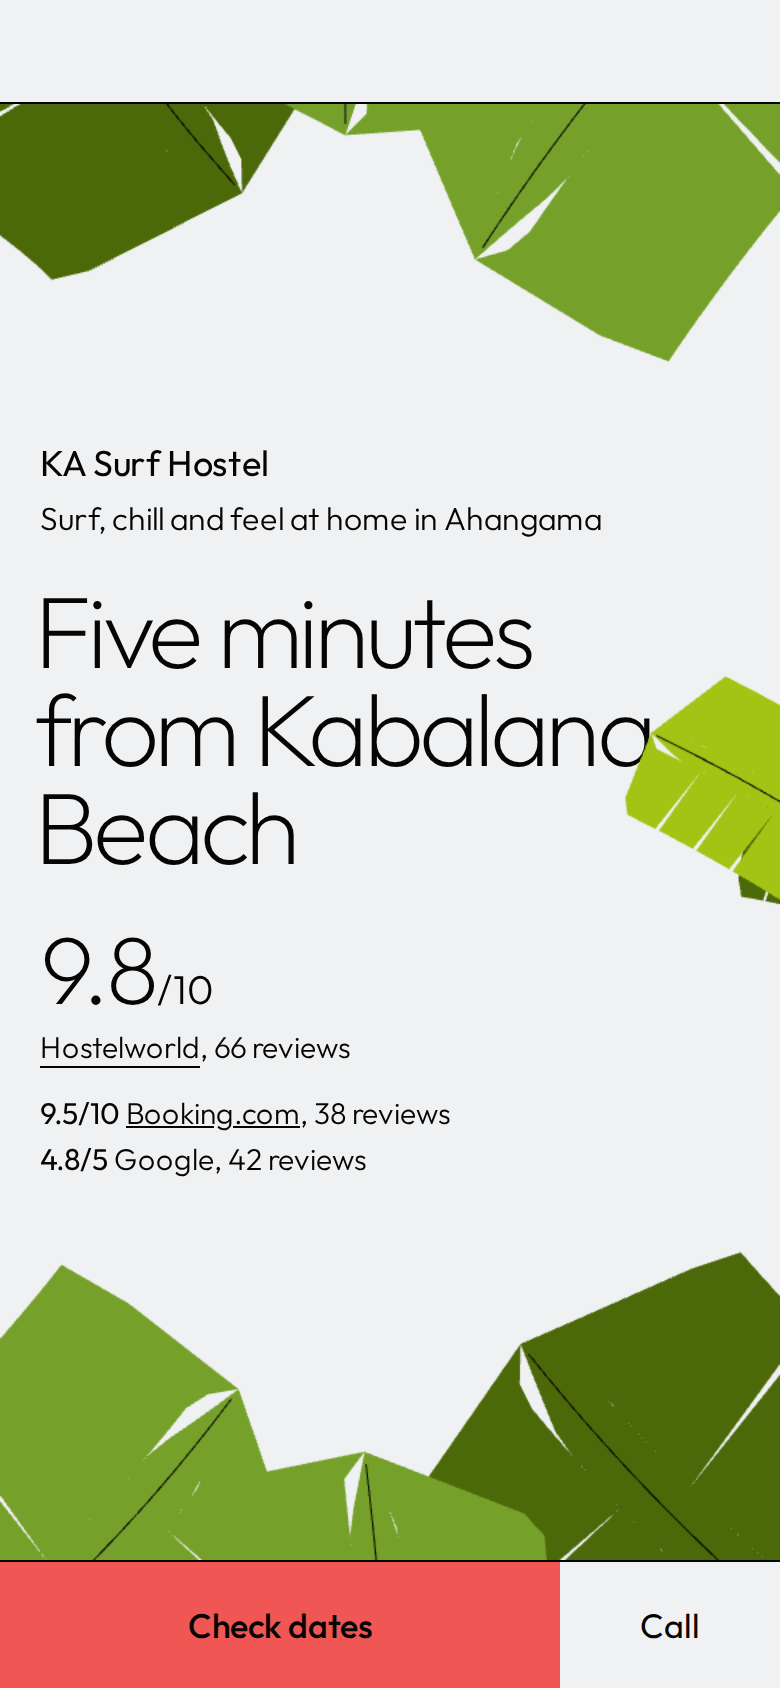 KA Surf Hostel
Surf, chill and feel at home in Ahangama
Five minutes
from Kabalana
Beach
9.8/10
Hostelworld, 66 reviews
9.5/10 Booking.com, 38 reviews
4.8/5 Google, 42 reviews
Check dates
Call